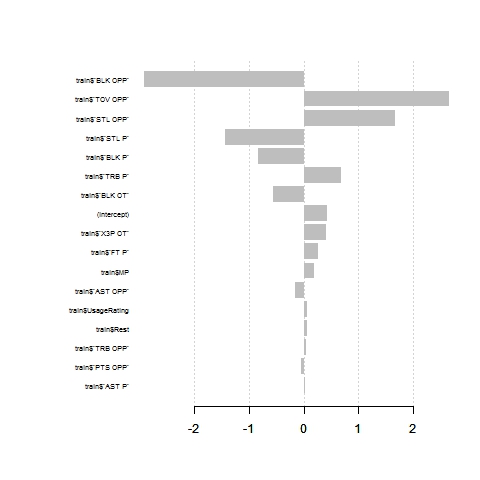 train$`BLK OPP`
train$`TOV OPP`
train$`STL OPP`
train$`STL P`
train$`BLK P`
train$`TRB P`
train$`BLK OT`
(Intercept)
train$`X3P OT`
train$`FT P`
train$MP
train$`AST OPP`
train$UsageRating
train$Rest
train$`TRB OPP`
train$`PTS OPP`
train$`AST P`
-2 -1 0 1 2